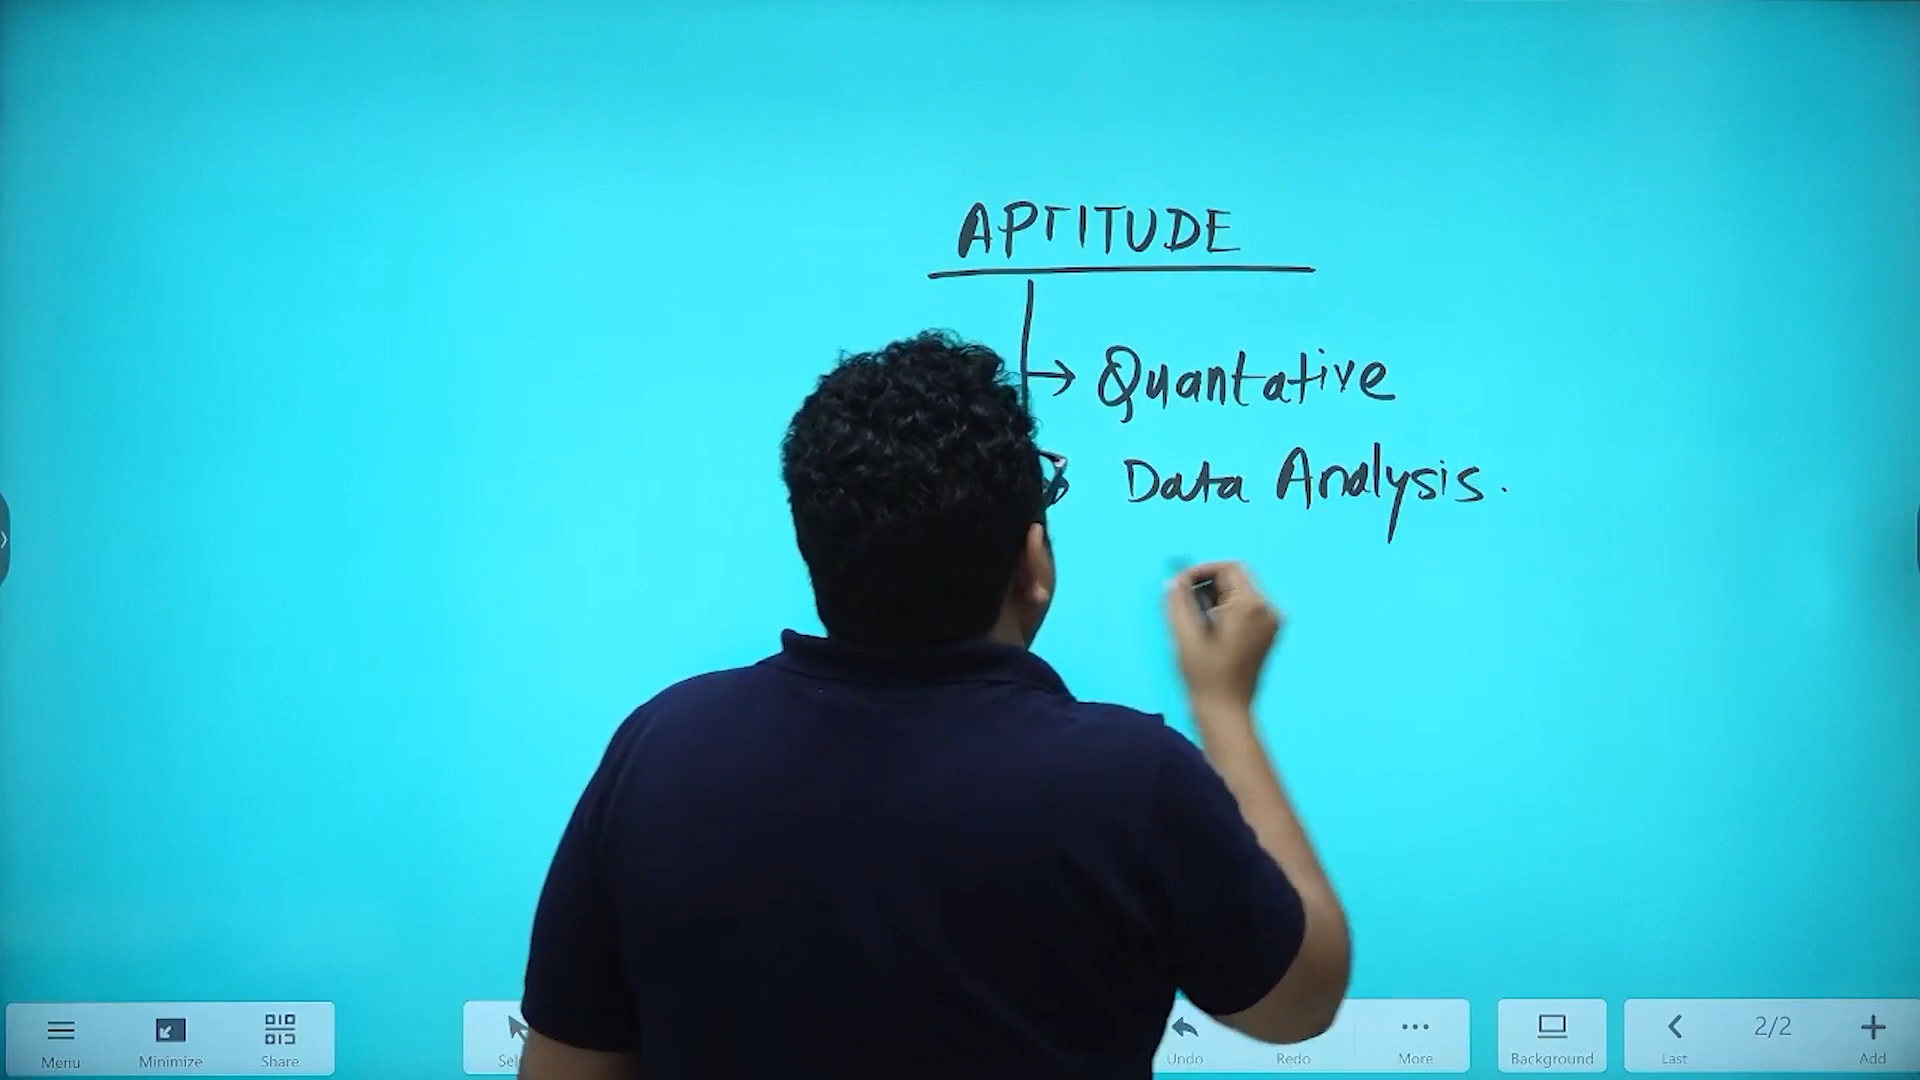 APTITUDE
Quantative
Data Analysis.
Menu
Minimize
Share
Undo
Redo
More
Background
Last
2/2
Add